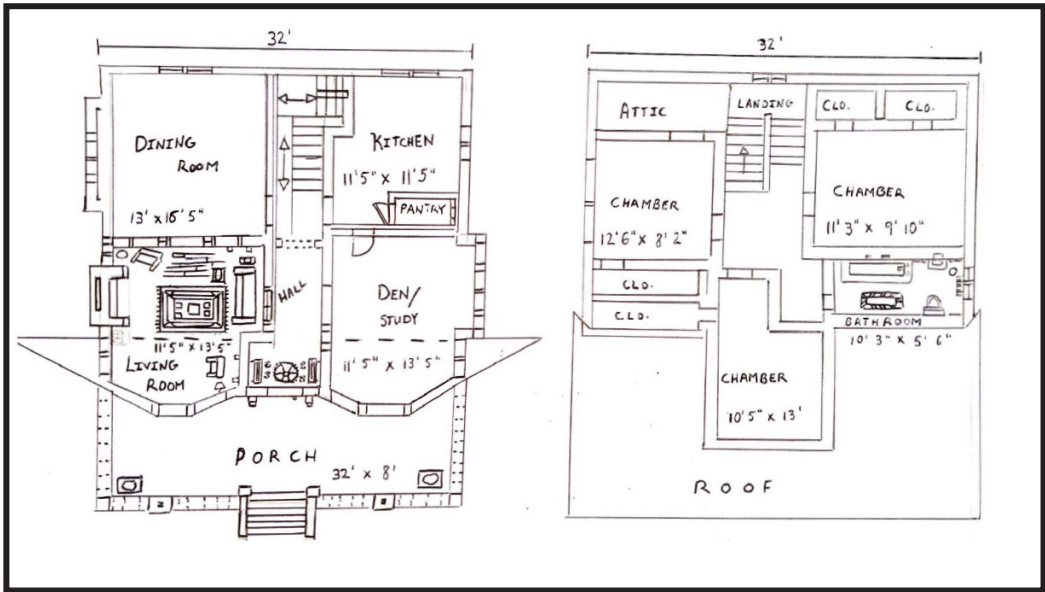 32'
DINING
ROOM
13' x 16' 5"
KITCHEN
11' 5" x 11' 5"
PANTRY
HALL
DEN/
STUDY
11' 5" x 13' 5"
11' 5" x 13' 5"
LIVING
ROOM
PORCH
32' x 8'
32'
ATTIC
LANDING
CLO.
CLO.
CHAMBER
12' 6" x 8' 2"
CHAMBER
11' 3" x 9' 10"
CLO.
CLO.
BATHROOM
10' 3" x 5' 6"
CHAMBER
10' 5" x 13'
ROOF